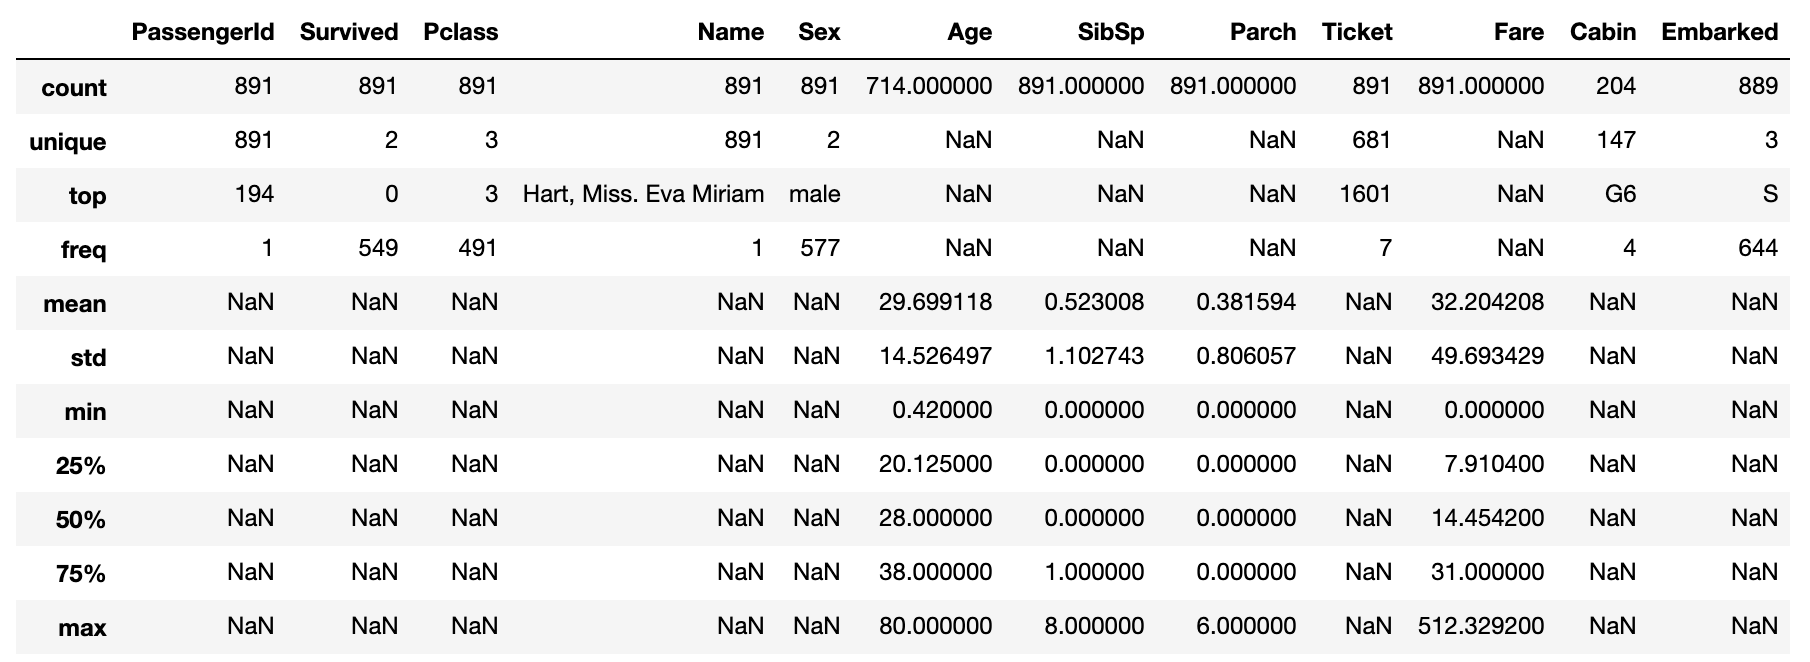 PassengerId Survived Pclass Name Sex Age SibSp Parch Ticket Fare Cabin Embarked
count 891 891 891 891 891 714.000000 891.000000 891.000000 891 891.000000 204 889
unique 891 2 3 891 2 NaN NaN NaN 681 NaN 147 3
top 194 0 3 Hart, Miss. Eva Miriam male NaN NaN NaN 1601 NaN G6 S
freq 1 549 491 1 577 NaN NaN NaN 7 NaN 4 644
mean NaN NaN NaN NaN NaN 29.699118 0.523008 0.381594 NaN 32.204208 NaN NaN
std NaN NaN NaN NaN NaN 14.526497 1.102743 0.806057 NaN 49.693429 NaN NaN
min NaN NaN NaN NaN NaN 0.420000 0.000000 0.000000 NaN 0.000000 NaN NaN
25% NaN NaN NaN NaN NaN 20.125000 0.000000 0.000000 NaN 7.910400 NaN NaN
50% NaN NaN NaN NaN NaN 28.000000 0.000000 0.000000 NaN 14.454200 NaN NaN
75% NaN NaN NaN NaN NaN 38.000000 1.000000 0.000000 NaN 31.000000 NaN NaN
max NaN NaN NaN NaN NaN 80.000000 8.000000 6.000000 NaN 512.329200 NaN NaN